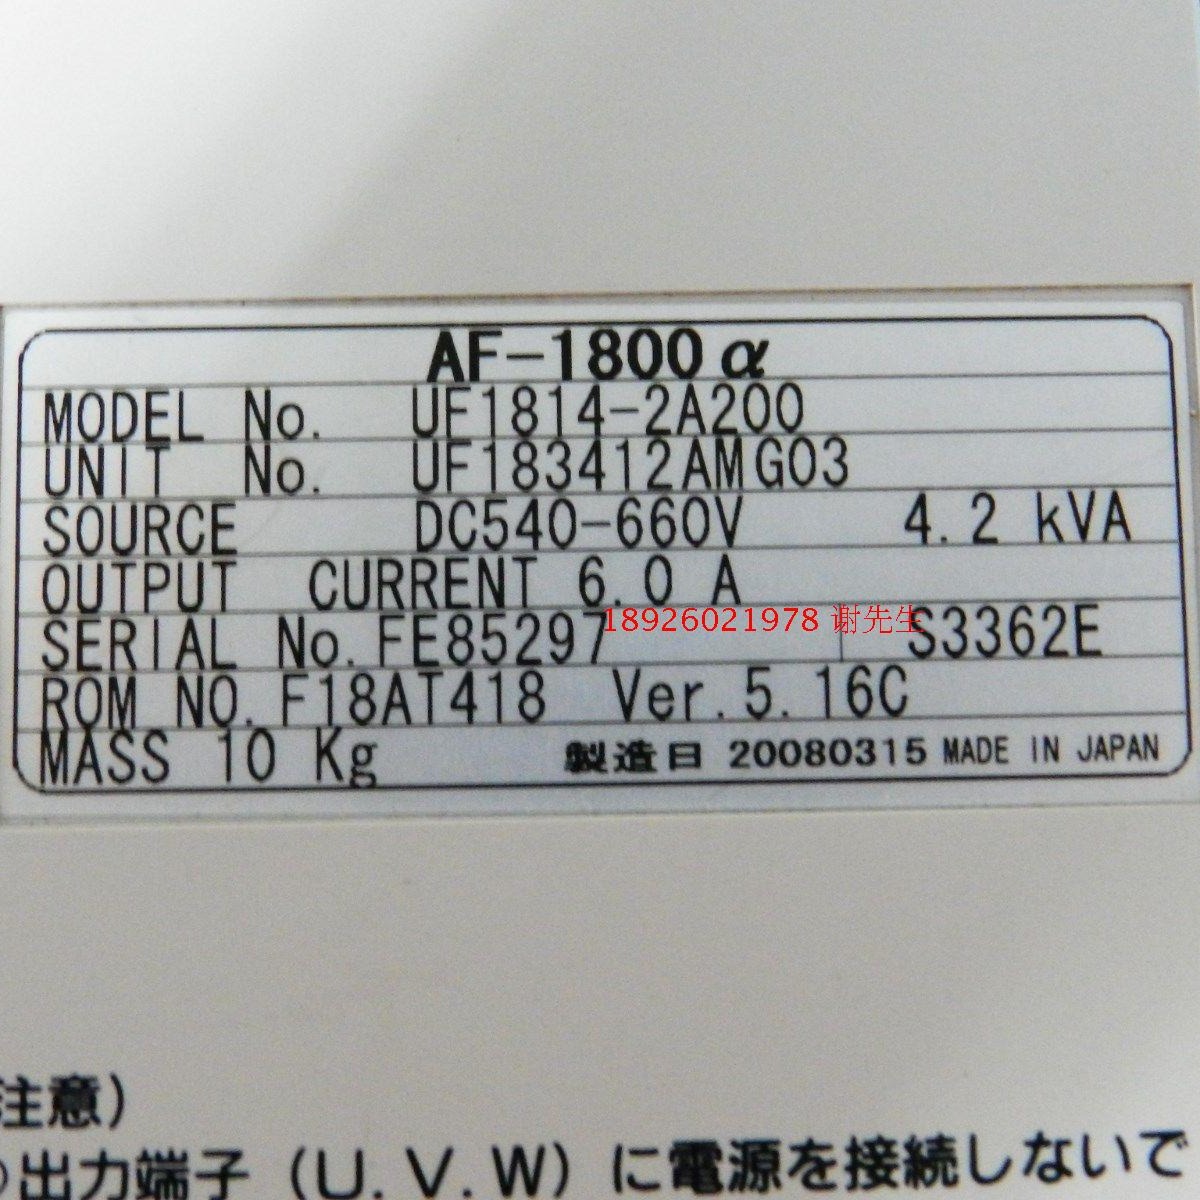 AF-1800α
MODEL No. UF1814-2A200
UNIT No. UF183412AMG03
SOURCE DC540-660V 4.2 kVA
OUTPUT CURRENT 6.0 A
SERIAL No. FE85297 S3362E
18926021978 谢先生
ROM NO. F18AT418 Ver.5.16C
MASS 10 Kg 製造日 20080315 MADE IN JAPAN
注意)
出力端子 (U.V.W) に電源を接続しないで